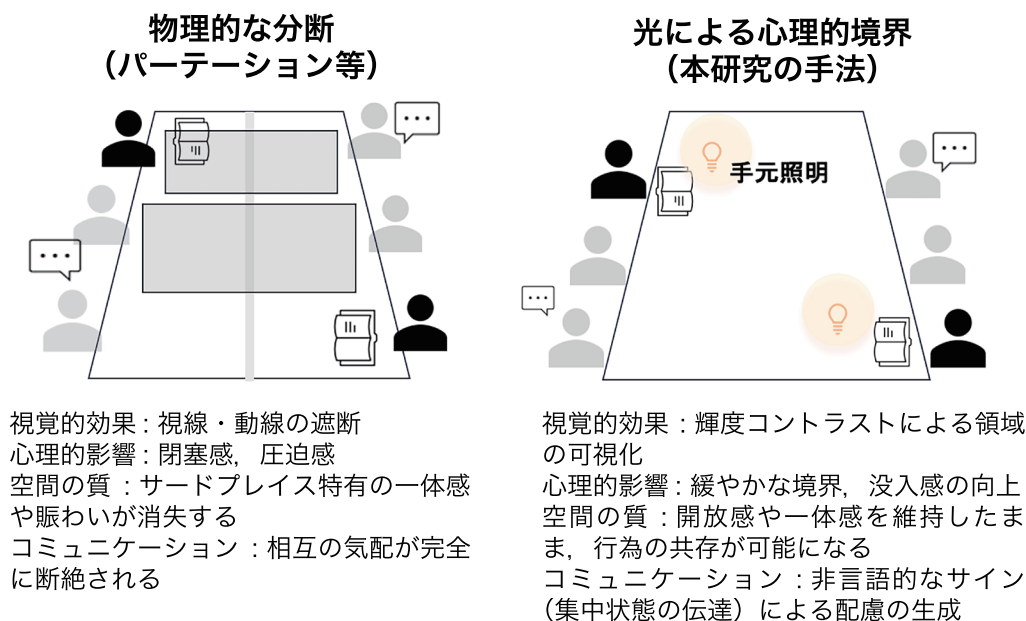 物理的な分断
（パーテーション等）
視覚的効果：視線・動線の遮断
心理的影響：閉塞感，圧迫感
空間の質：サードプレイス特有の一体感
や賑わいが消失する
コミュニケーション：相互の気配が完全
に断絶される
光による心理的境界
（本研究の手法）
手元照明
視覚的効果：輝度コントラストによる領域
の可視化
心理的影響：緩やかな境界，没入感の向上
空間の質：開放感や一体感を維持したま
ま，行為の共存が可能になる
コミュニケーション：非言語的なサイン
（集中状態の伝達）による配慮の生成